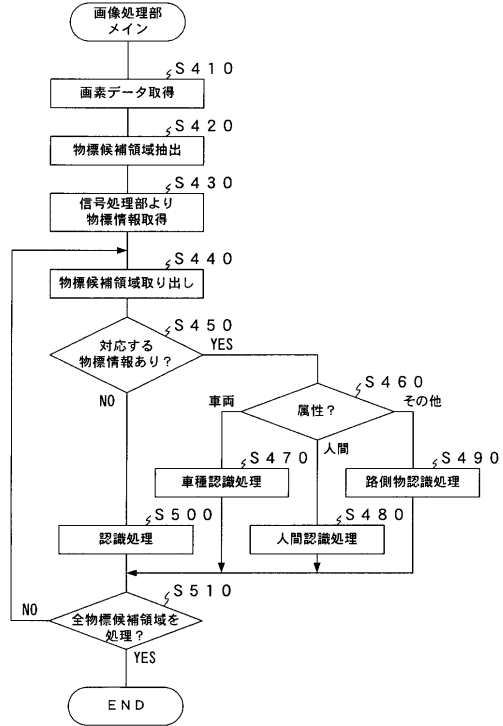 画像処理部
メイン
S410
画素データ取得
S420
物標候補領域抽出
S430
信号処理部より
物標情報取得
S440
物標候補領域取り出し
S450
対応する
物標情報あり?
YES
NO
S460
属性?
車両
その他
人間
S470
車種認識処理
S490
路側物認識処理
S500
認識処理
S480
人間認識処理
S510
全物標候補領域を
処理?
NO
YES
END